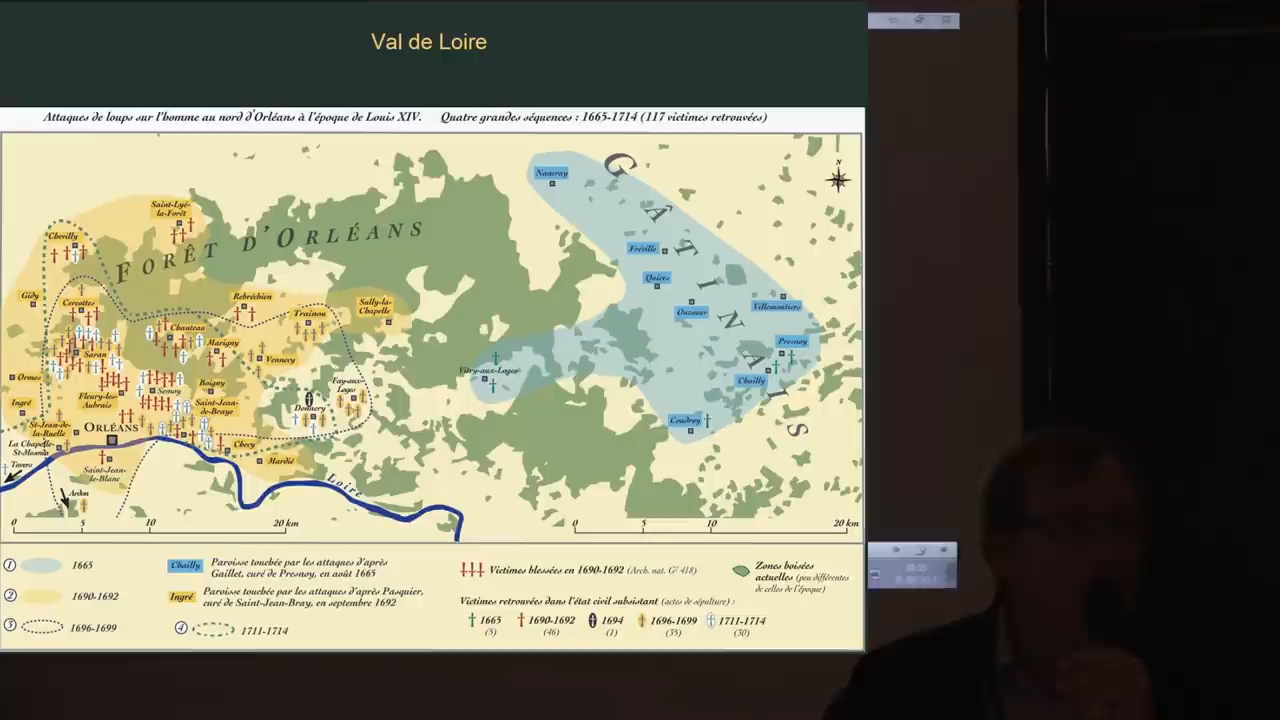 Val de Loire
Attaques de loups sur l'homme au nord d'Orléans à l'époque de Louis XIV. Quatre grandes séquences : 1665-1714 (117 victimes retrouvées)
N
Nancray
GÂTINAIS
Saint-Lyé-
la-Forêt
FORÊT D'ORLÉANS
Chevilly
Fréville
Quiers
Gidy
Cercottes
Rebréchien
Sully-la-
Chapelle
Trainou
Ouzouer
Villemoutiers
Chanteau
Marigny
Presnoy
Saran
Vennecy
Vitry-aux-Loges
Chailly
Ormes
Semoy
Boigny
Fay-aux-
Loges
Fleury-les-
Aubrais
Saint-Jean-
de-Braye
Ingré
Donnery
Coudroy
St-Jean-de-
la-Ruelle
ORLÉANS
La Chapelle-
St-Mesmin
Checy
Mardié
Tavers
Saint-Jean-
le-Blanc
Loire
Ardon
0 5 10 20 km
0 5 10 20 km
1 1665
Chailly Paroisse touchée par les attaques d'après
Gaillet, curé de Presnoy, en août 1665
Victimes blessées en 1690-1692 (Arch. nat. G7 418)
Zones boisées
actuelles (peu différentes
de celles de l'époque)
2 1690-1692
Ingré Paroisse touchée par les attaques d'après Pasquier,
curé de Saint-Jean-Bray, en septembre 1692
Victimes retrouvées dans l'état civil subsistant (actes de sépulture) :
3 1696-1699
4 1711-1714
1665 1690-1692 1694 1696-1699 1711-1714
(5) (46) (1) (35) (30)